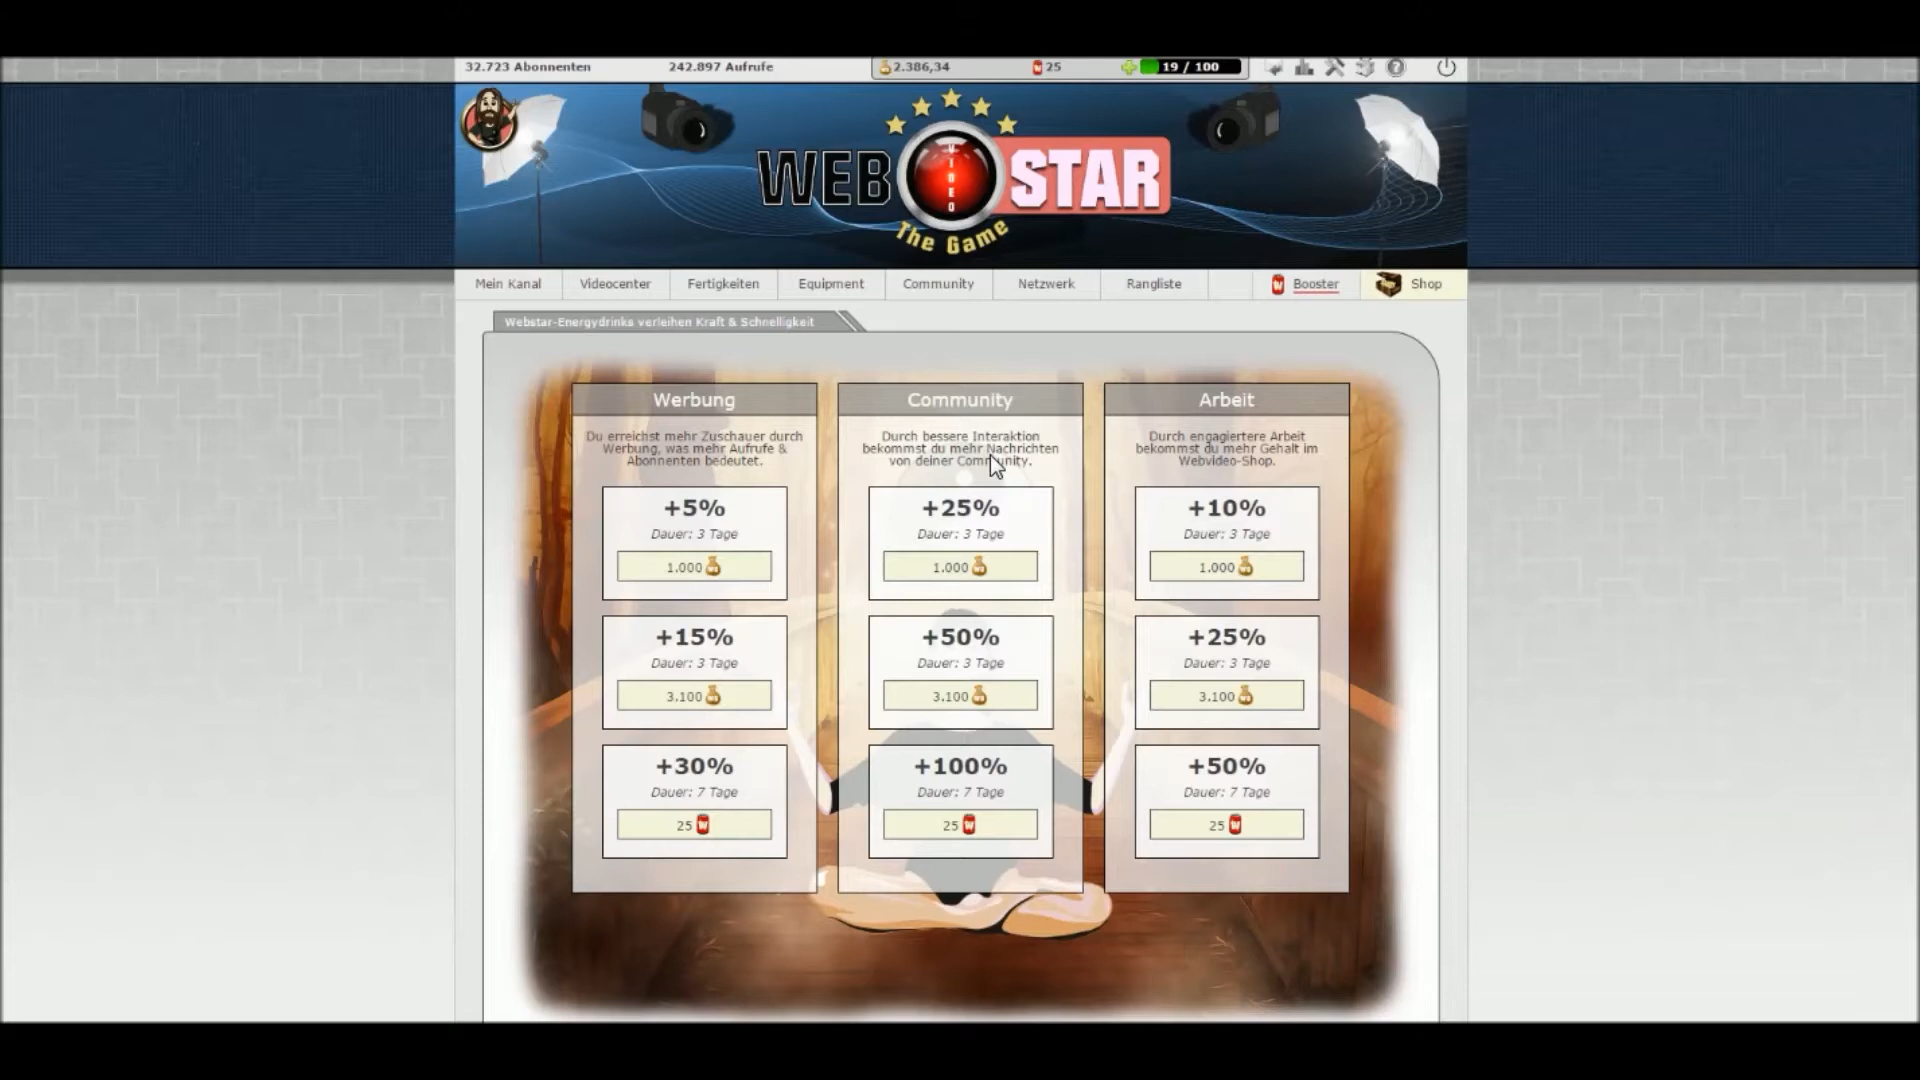 32.723 Abonnenten
242.897 Aufrufe
2.386,34
25
19 / 100
WEB
VIDEO
STAR
The Game
Mein Kanal
Videocenter
Fertigkeiten
Equipment
Community
Netzwerk
Rangliste
Booster
Shop
Webstar-Energydrinks verleihen Kraft & Schnelligkeit
Werbung
Du erreichst mehr Zuschauer durch
Werbung, was mehr Aufrufe &
Abonnenten bedeutet.
+5%
Dauer: 3 Tage
1.000
+15%
Dauer: 3 Tage
3.100
+30%
Dauer: 7 Tage
25
Community
Durch bessere Interaktion
bekommst du mehr Nachrichten
von deiner Community.
+25%
Dauer: 3 Tage
1.000
+50%
Dauer: 3 Tage
3.100
+100%
Dauer: 7 Tage
25
Arbeit
Durch engagiertere Arbeit
bekommst du mehr Gehalt im
Webvideo-Shop.
+10%
Dauer: 3 Tage
1.000
+25%
Dauer: 3 Tage
3.100
+50%
Dauer: 7 Tage
25